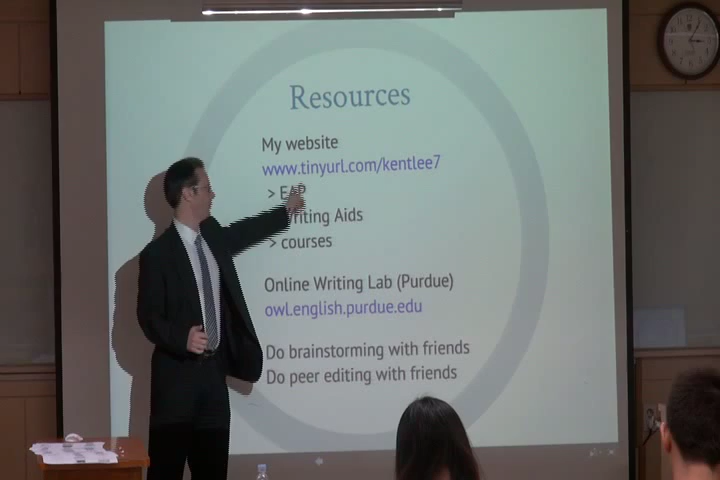 Resources
My website
www.tinyurl.com/kentlee7
> EAP
Writing Aids
> courses
Online Writing Lab (Purdue)
owl.english.purdue.edu
Do brainstorming with friends
Do peer editing with friends